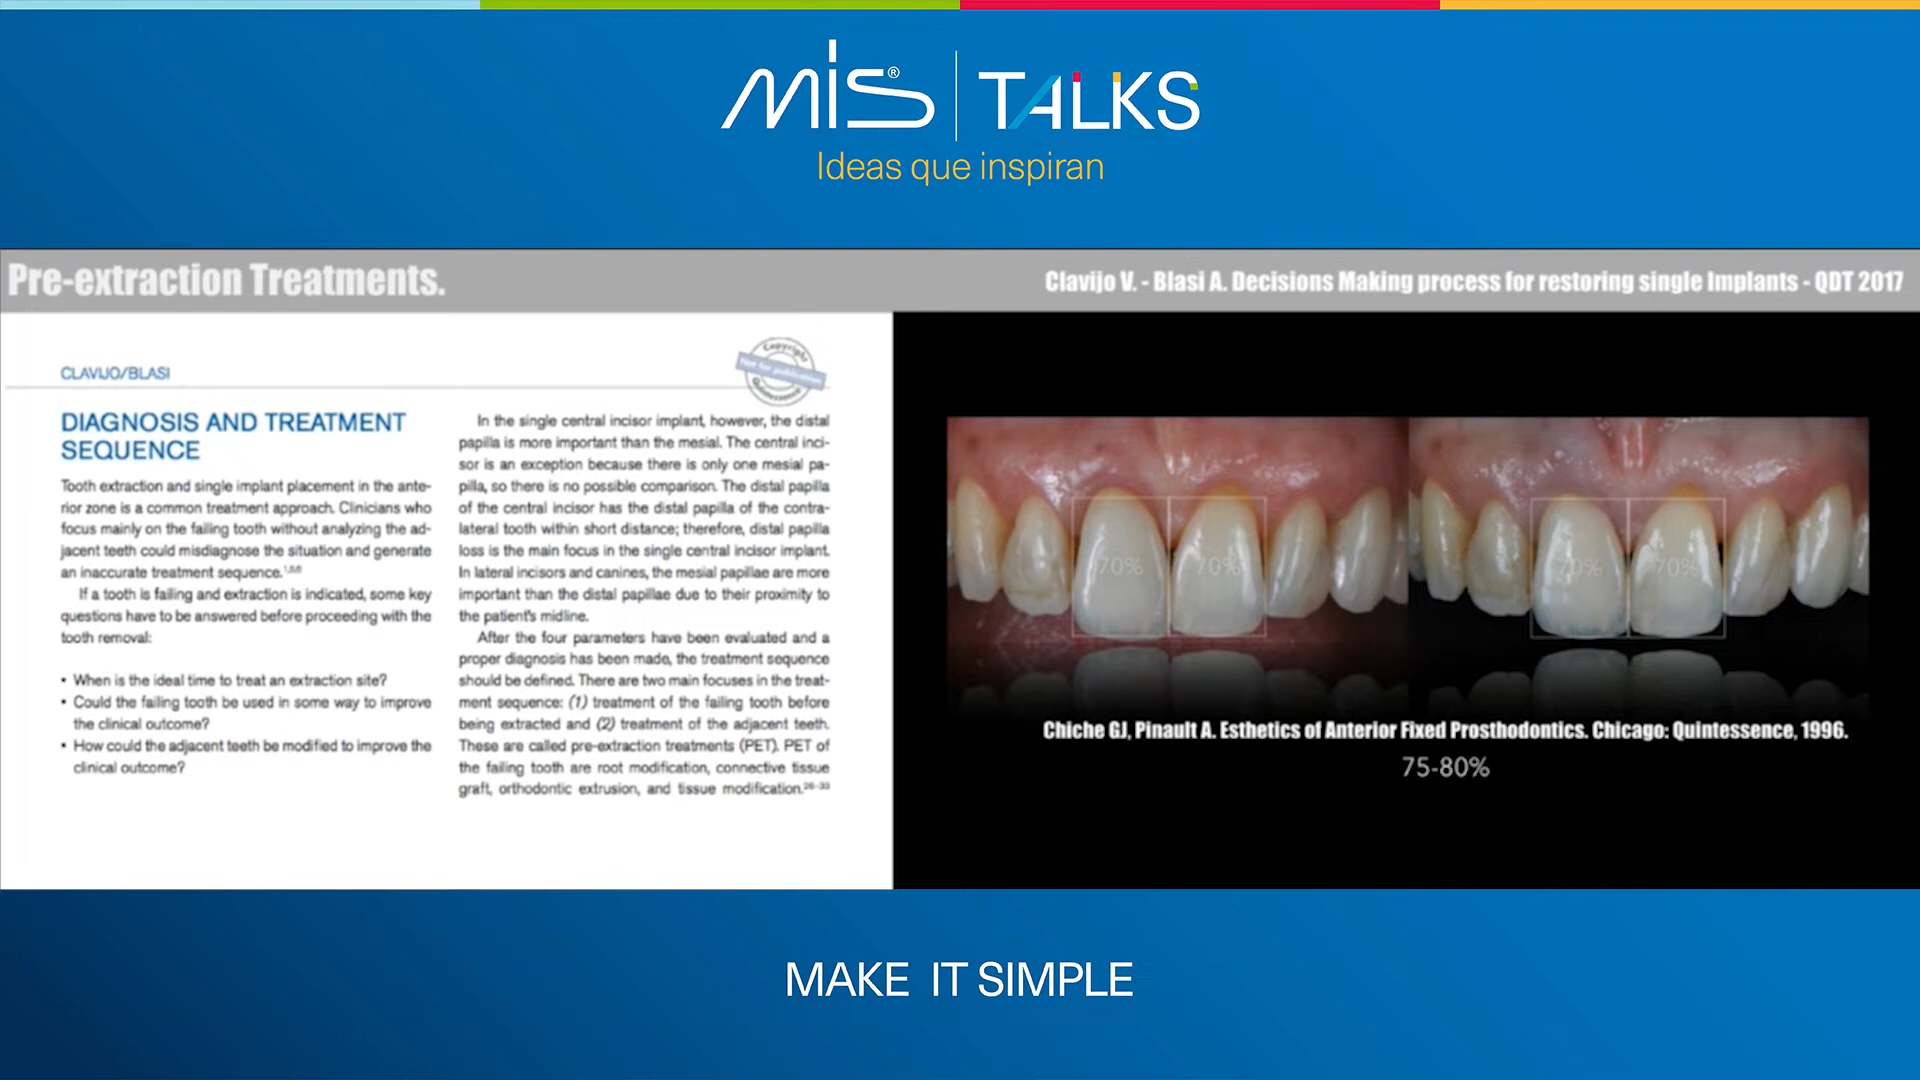 MIS® | TALKS
Ideas que inspiran
Pre-extraction Treatments.
Clavijo V. - Blasi A. Decisions Making process for restoring single Implants - QDT 2017
CLAVIJO/BLASI
Copyright
Not for publication
Quintessence
DIAGNOSIS AND TREATMENT
SEQUENCE
Tooth extraction and single implant placement in the ante-
rior zone is a common treatment approach. Clinicians who
focus mainly on the failing tooth without analyzing the ad-
jacent teeth could misdiagnose the situation and generate
an inaccurate treatment sequence.
If a tooth is failing and extraction is indicated, some key
questions have to be answered before proceeding with the
tooth removal:
• When is the ideal time to treat an extraction site?
• Could the failing tooth be used in some way to improve
the clinical outcome?
• How could the adjacent teeth be modified to improve the
clinical outcome?
In the single central incisor implant, however, the distal
papilla is more important than the mesial. The central inci-
sor is an exception because there is only one mesial pa-
pilla, so there is no possible comparison. The distal papilla
of the central incisor has the distal papilla of the contra-
lateral tooth within short distance; therefore, distal papilla
loss is the main focus in the single central incisor implant.
In lateral incisors and canines, the mesial papillae are more
important than the distal papillae due to their proximity to
the patient's midline.
After the four parameters have been evaluated and a
proper diagnosis has been made, the treatment sequence
should be defined. There are two main focuses in the treat-
ment sequence: (1) treatment of the failing tooth before
being extracted and (2) treatment of the adjacent teeth.
These are called pre-extraction treatments (PET). PET of
the failing tooth are root modification, connective tissue
graft, orthodontic extrusion, and tissue modification.26-33
70% 70% 70% 70%
Chiche GJ, Pinault A. Esthetics of Anterior Fixed Prosthodontics. Chicago: Quintessence, 1996.
75-80%
MAKE IT SIMPLE